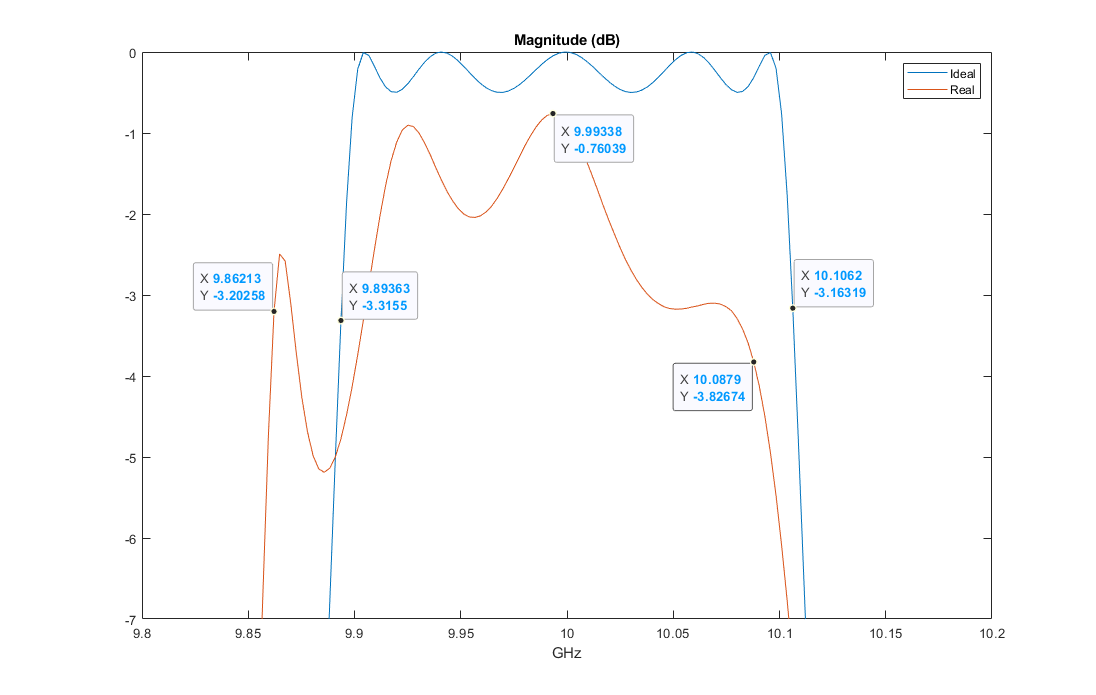 Magnitude (dB)
0
-1
-2
-3
-4
-5
-6
-7
Ideal
Real
X 9.99338
Y -0.76039
X 9.86213
Y -3.20258
X 9.89363
Y -3.3155
X 10.1062
Y -3.16319
X 10.0879
Y -3.82674
9.8 9.85 9.9 9.95 10 10.05 10.1 10.15 10.2
GHz